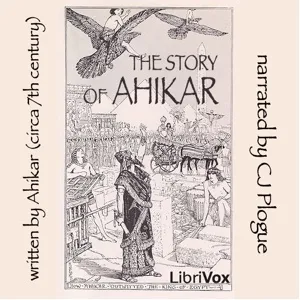 THE STORY
OF AHIKAR
written by Ahikar (circa 7th century)
narrated by CJ Plogue
LibriVox
HOW AHIKAR OUTWITTED THE KING OF EGYPT